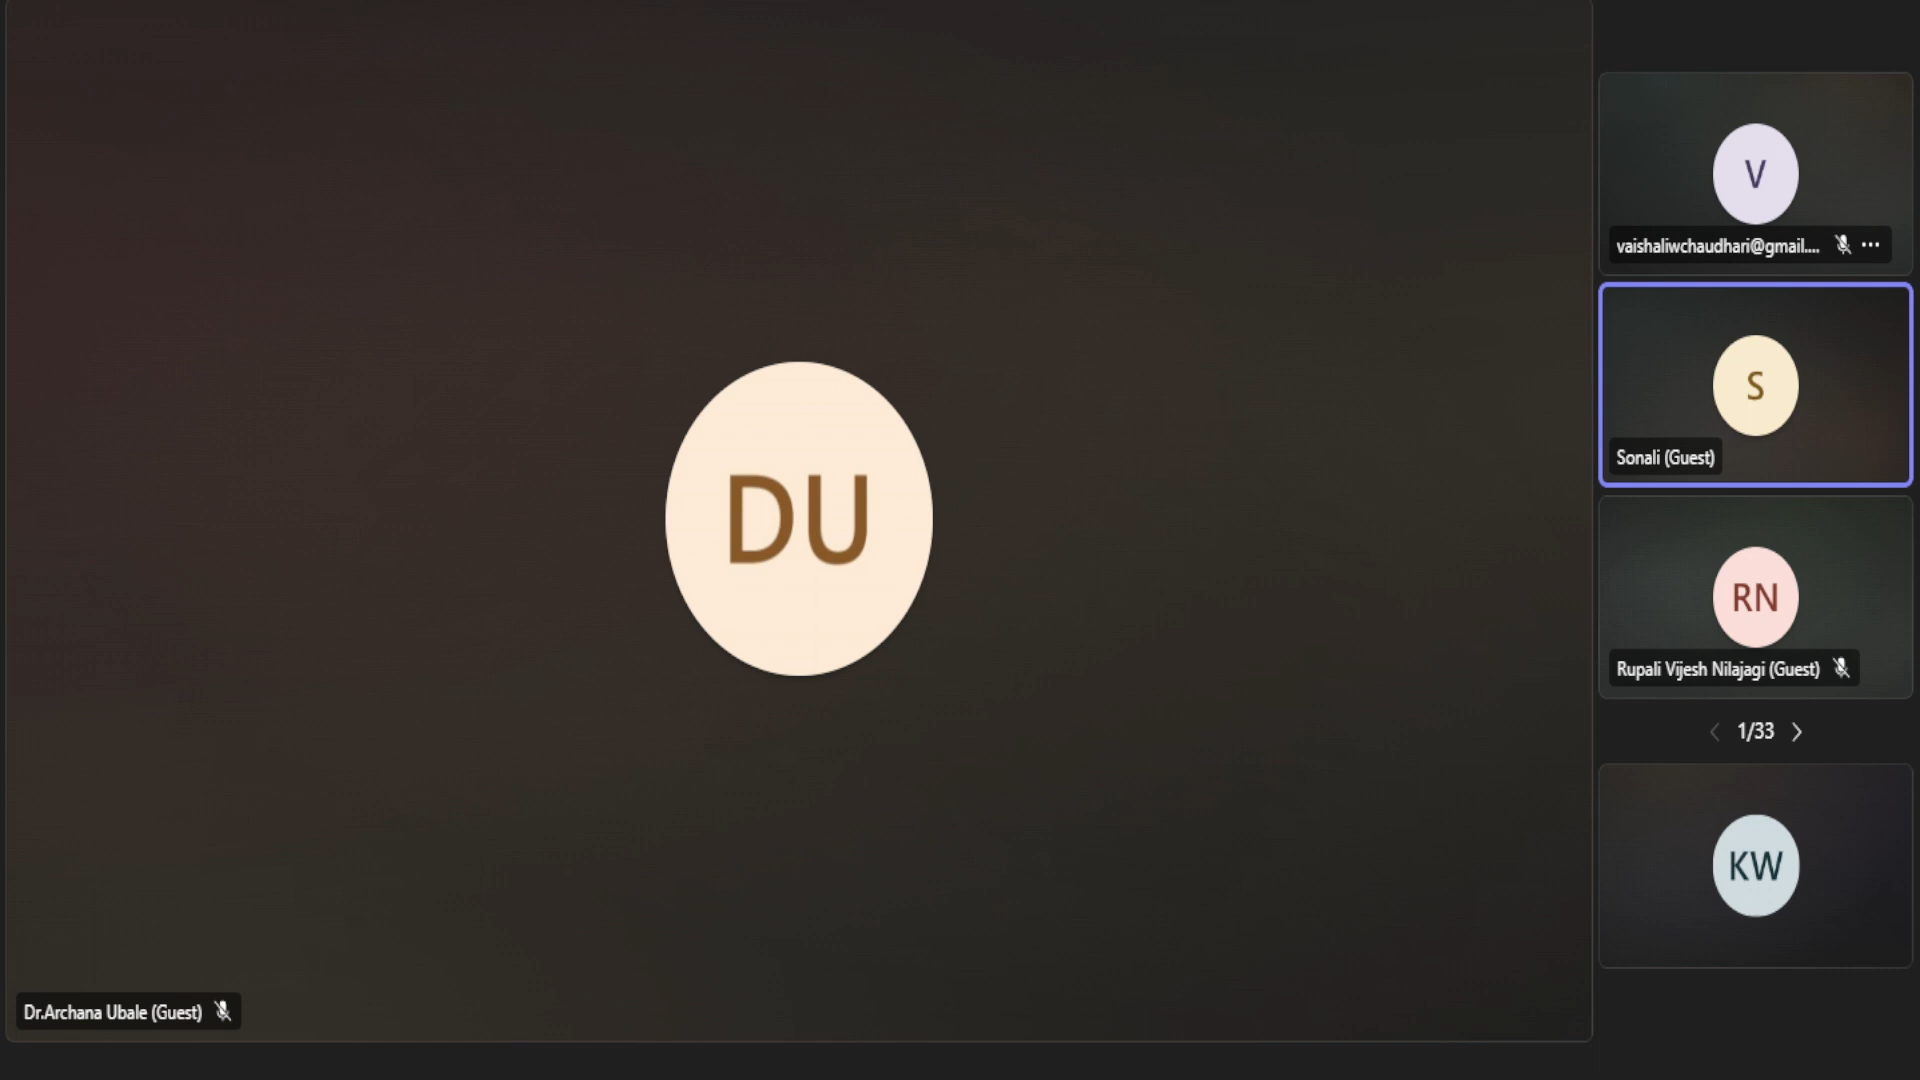 DU
Dr.Archana Ubale (Guest)
V
vaishaliwchaudhari@gmail....
S
Sonali (Guest)
RN
Rupali Vijesh Nilajagi (Guest)
1/33
KW